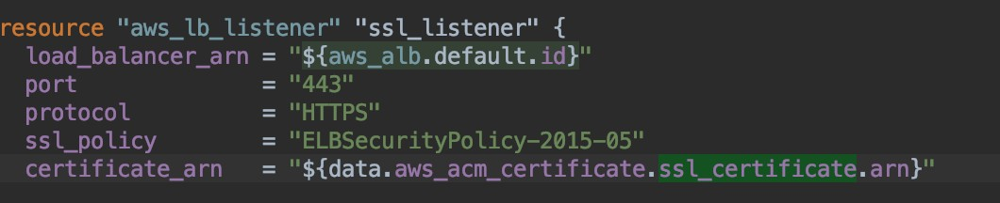 resource "aws_lb_listener" "ssl_listener" {
  load_balancer_arn = "${aws_alb.default.id}"
  port              = "443"
  protocol          = "HTTPS"
  ssl_policy        = "ELBSecurityPolicy-2015-05"
  certificate_arn   = "${data.aws_acm_certificate.ssl_certificate.arn}"